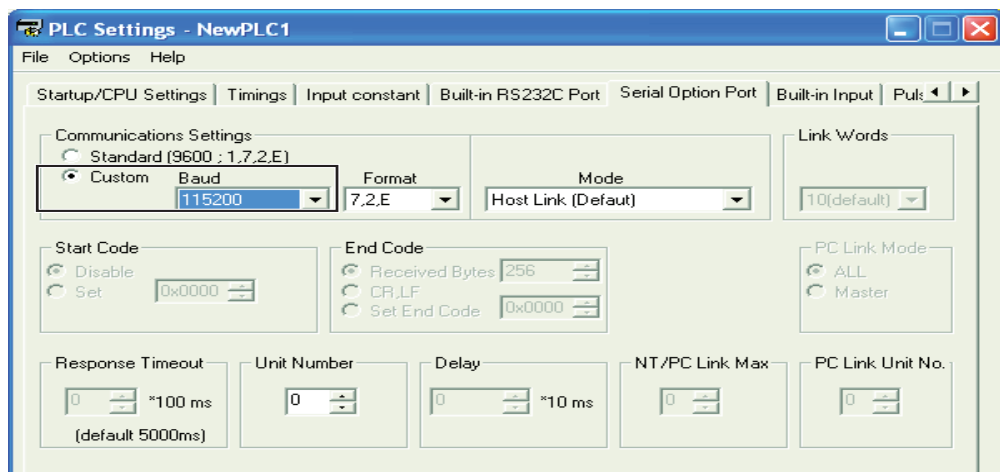 PLC Settings - NewPLC1
File Options Help
Startup/CPU Settings Timings Input constant Built-in RS232C Port Serial Option Port Built-in Input
Communications Settings
Link Words
Standard (9600 ; 1,7,2,E)
Custom Baud Format Mode
115200 7,2,E Host Link (Defaut) 10(default)
Start Code End Code PC Link Mode
Disable Received Bytes 256 ALL
Set 0x0000 CR,LF Master
Set End Code 0x0000
Response Timeout Unit Number Delay NT/PC Link Max PC Link Unit No.
0 *100 ms 0 0 *10 ms 0 0
(default 5000ms)